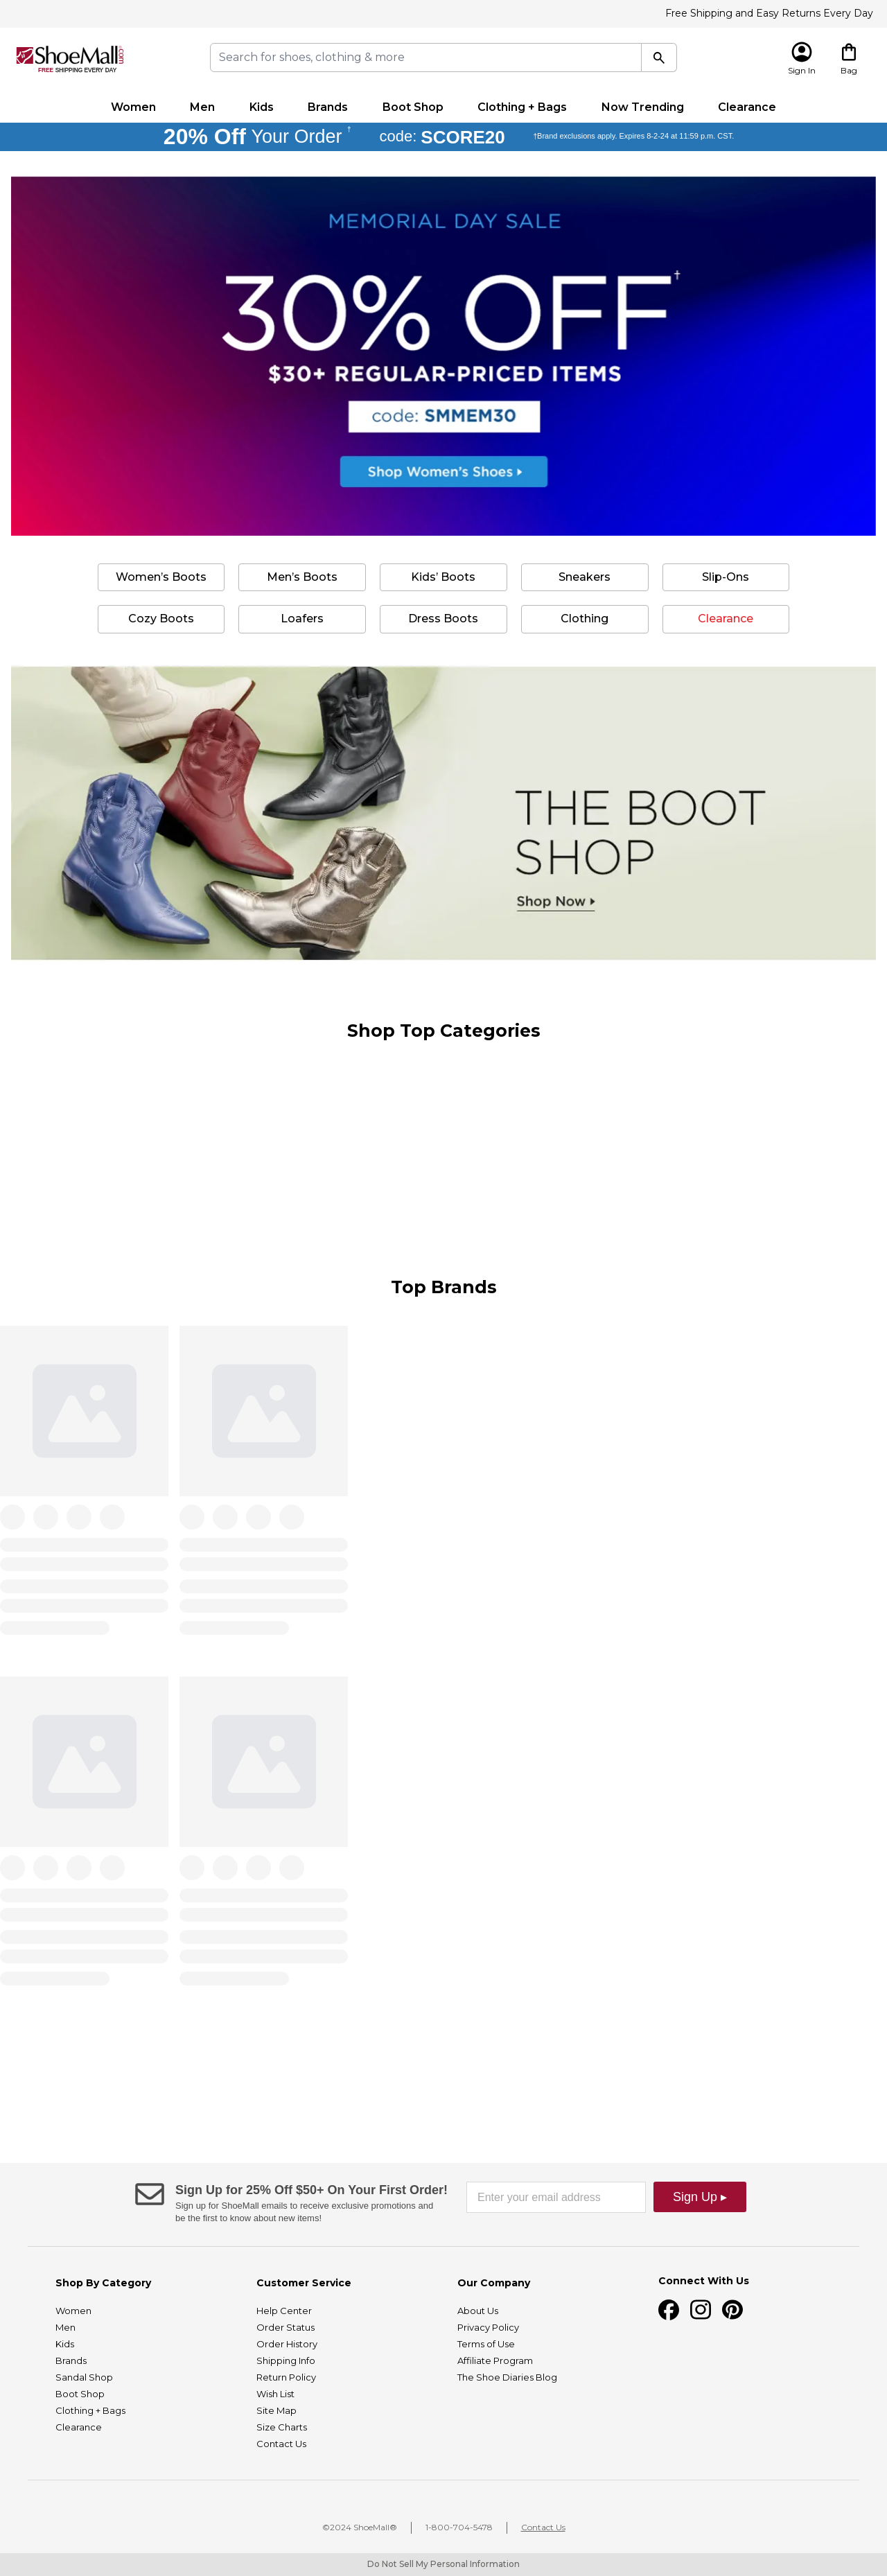 Free Shipping and Easy Returns Every Day
ShoeMall.COM
FREE SHIPPING EVERY DAY
Search for shoes, clothing & more
Sign In
Bag
Women
Men
Kids
Brands
Boot Shop
Clothing + Bags
Now Trending
Clearance
20% Off Your Order† code: SCORE20 †Brand exclusions apply. Expires 8-2-24 at 11:59 p.m. CST.
MEMORIAL DAY SALE
30% OFF†
$30+ REGULAR-PRICED ITEMS
code: SMMEM30
Shop Women's Shoes
Women's Boots
Men's Boots
Kids' Boots
Sneakers
Slip-Ons
Cozy Boots
Loafers
Dress Boots
Clothing
Clearance
THE BOOT
SHOP
Shop Now
Shop Top Categories
Top Brands
Sign Up for 25% Off $50+ On Your First Order!
Sign up for ShoeMall emails to receive exclusive promotions and
be the first to know about new items!
Enter your email address
Sign Up ▸
Shop By Category
Women
Men
Kids
Brands
Sandal Shop
Boot Shop
Clothing + Bags
Clearance
Customer Service
Help Center
Order Status
Order History
Shipping Info
Return Policy
Wish List
Site Map
Size Charts
Contact Us
Our Company
About Us
Privacy Policy
Terms of Use
Affiliate Program
The Shoe Diaries Blog
Connect With Us
©2024 ShoeMall®
1-800-704-5478
Contact Us
Do Not Sell My Personal Information